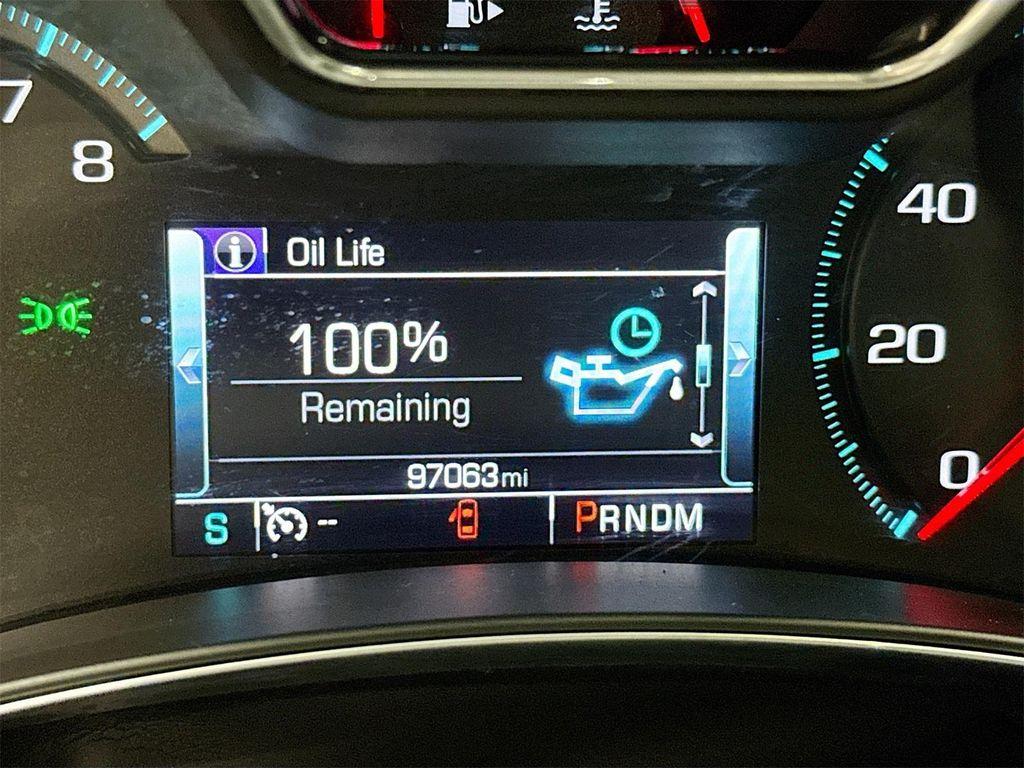 7
8
Oil Life
100%
Remaining
97063mi
S
--
PRNDM
40
20
0